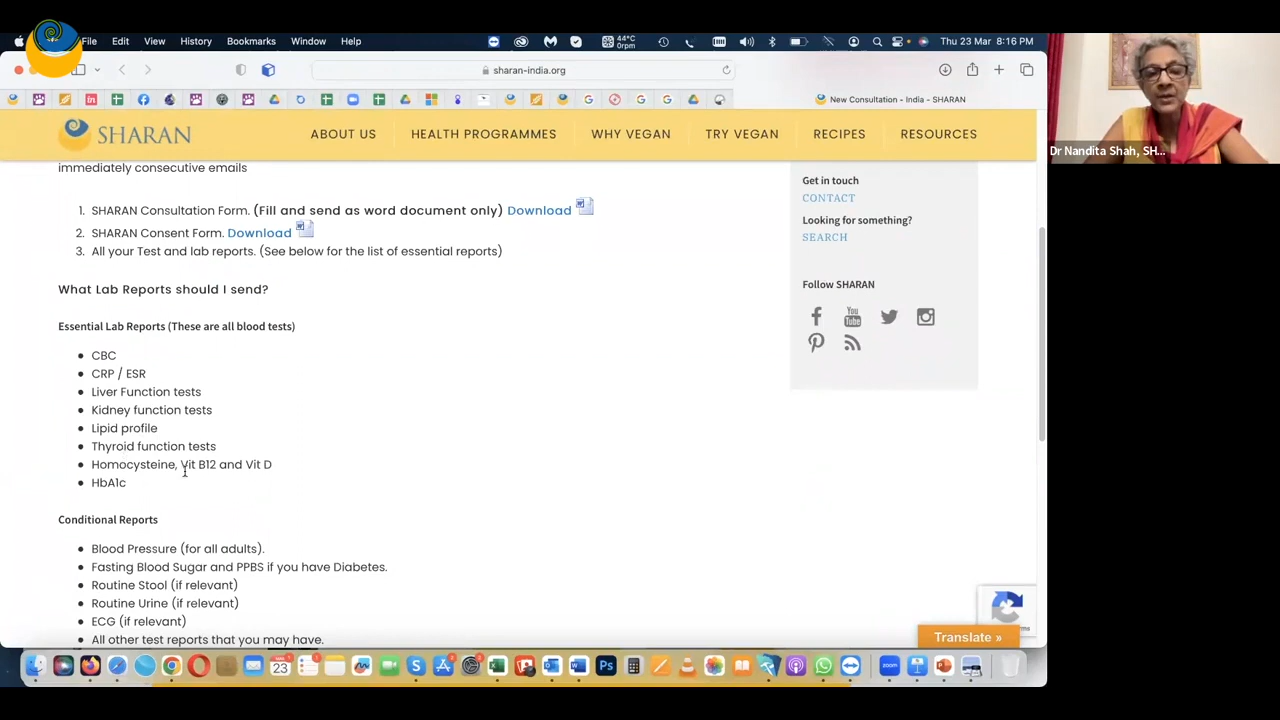 File Edit View History Bookmarks Window Help
44°C
0rpm
Thu 23 Mar 8:16 PM
sharan-india.org
New Consultation - India - SHARAN
SHARAN
ABOUT US HEALTH PROGRAMMES WHY VEGAN TRY VEGAN RECIPES RESOURCES
Dr Nandita Shah, SH...
immediately consecutive emails
1. SHARAN Consultation Form. (Fill and send as word document only) Download
2. SHARAN Consent Form. Download
3. All your Test and lab reports. (See below for the list of essential reports)
What Lab Reports should I send?
Essential Lab Reports (These are all blood tests)
• CBC
• CRP / ESR
• Liver Function tests
• Kidney function tests
• Lipid profile
• Thyroid function tests
• Homocysteine, Vit B12 and Vit D
• HbA1c
Conditional Reports
• Blood Pressure (for all adults).
• Fasting Blood Sugar and PPBS if you have Diabetes.
• Routine Stool (if relevant)
• Routine Urine (if relevant)
• ECG (if relevant)
• All other test reports that you may have.
Get in touch
CONTACT
Looking for something?
SEARCH
Follow SHARAN
You
Tube
Translate »
23
Ps
zoom